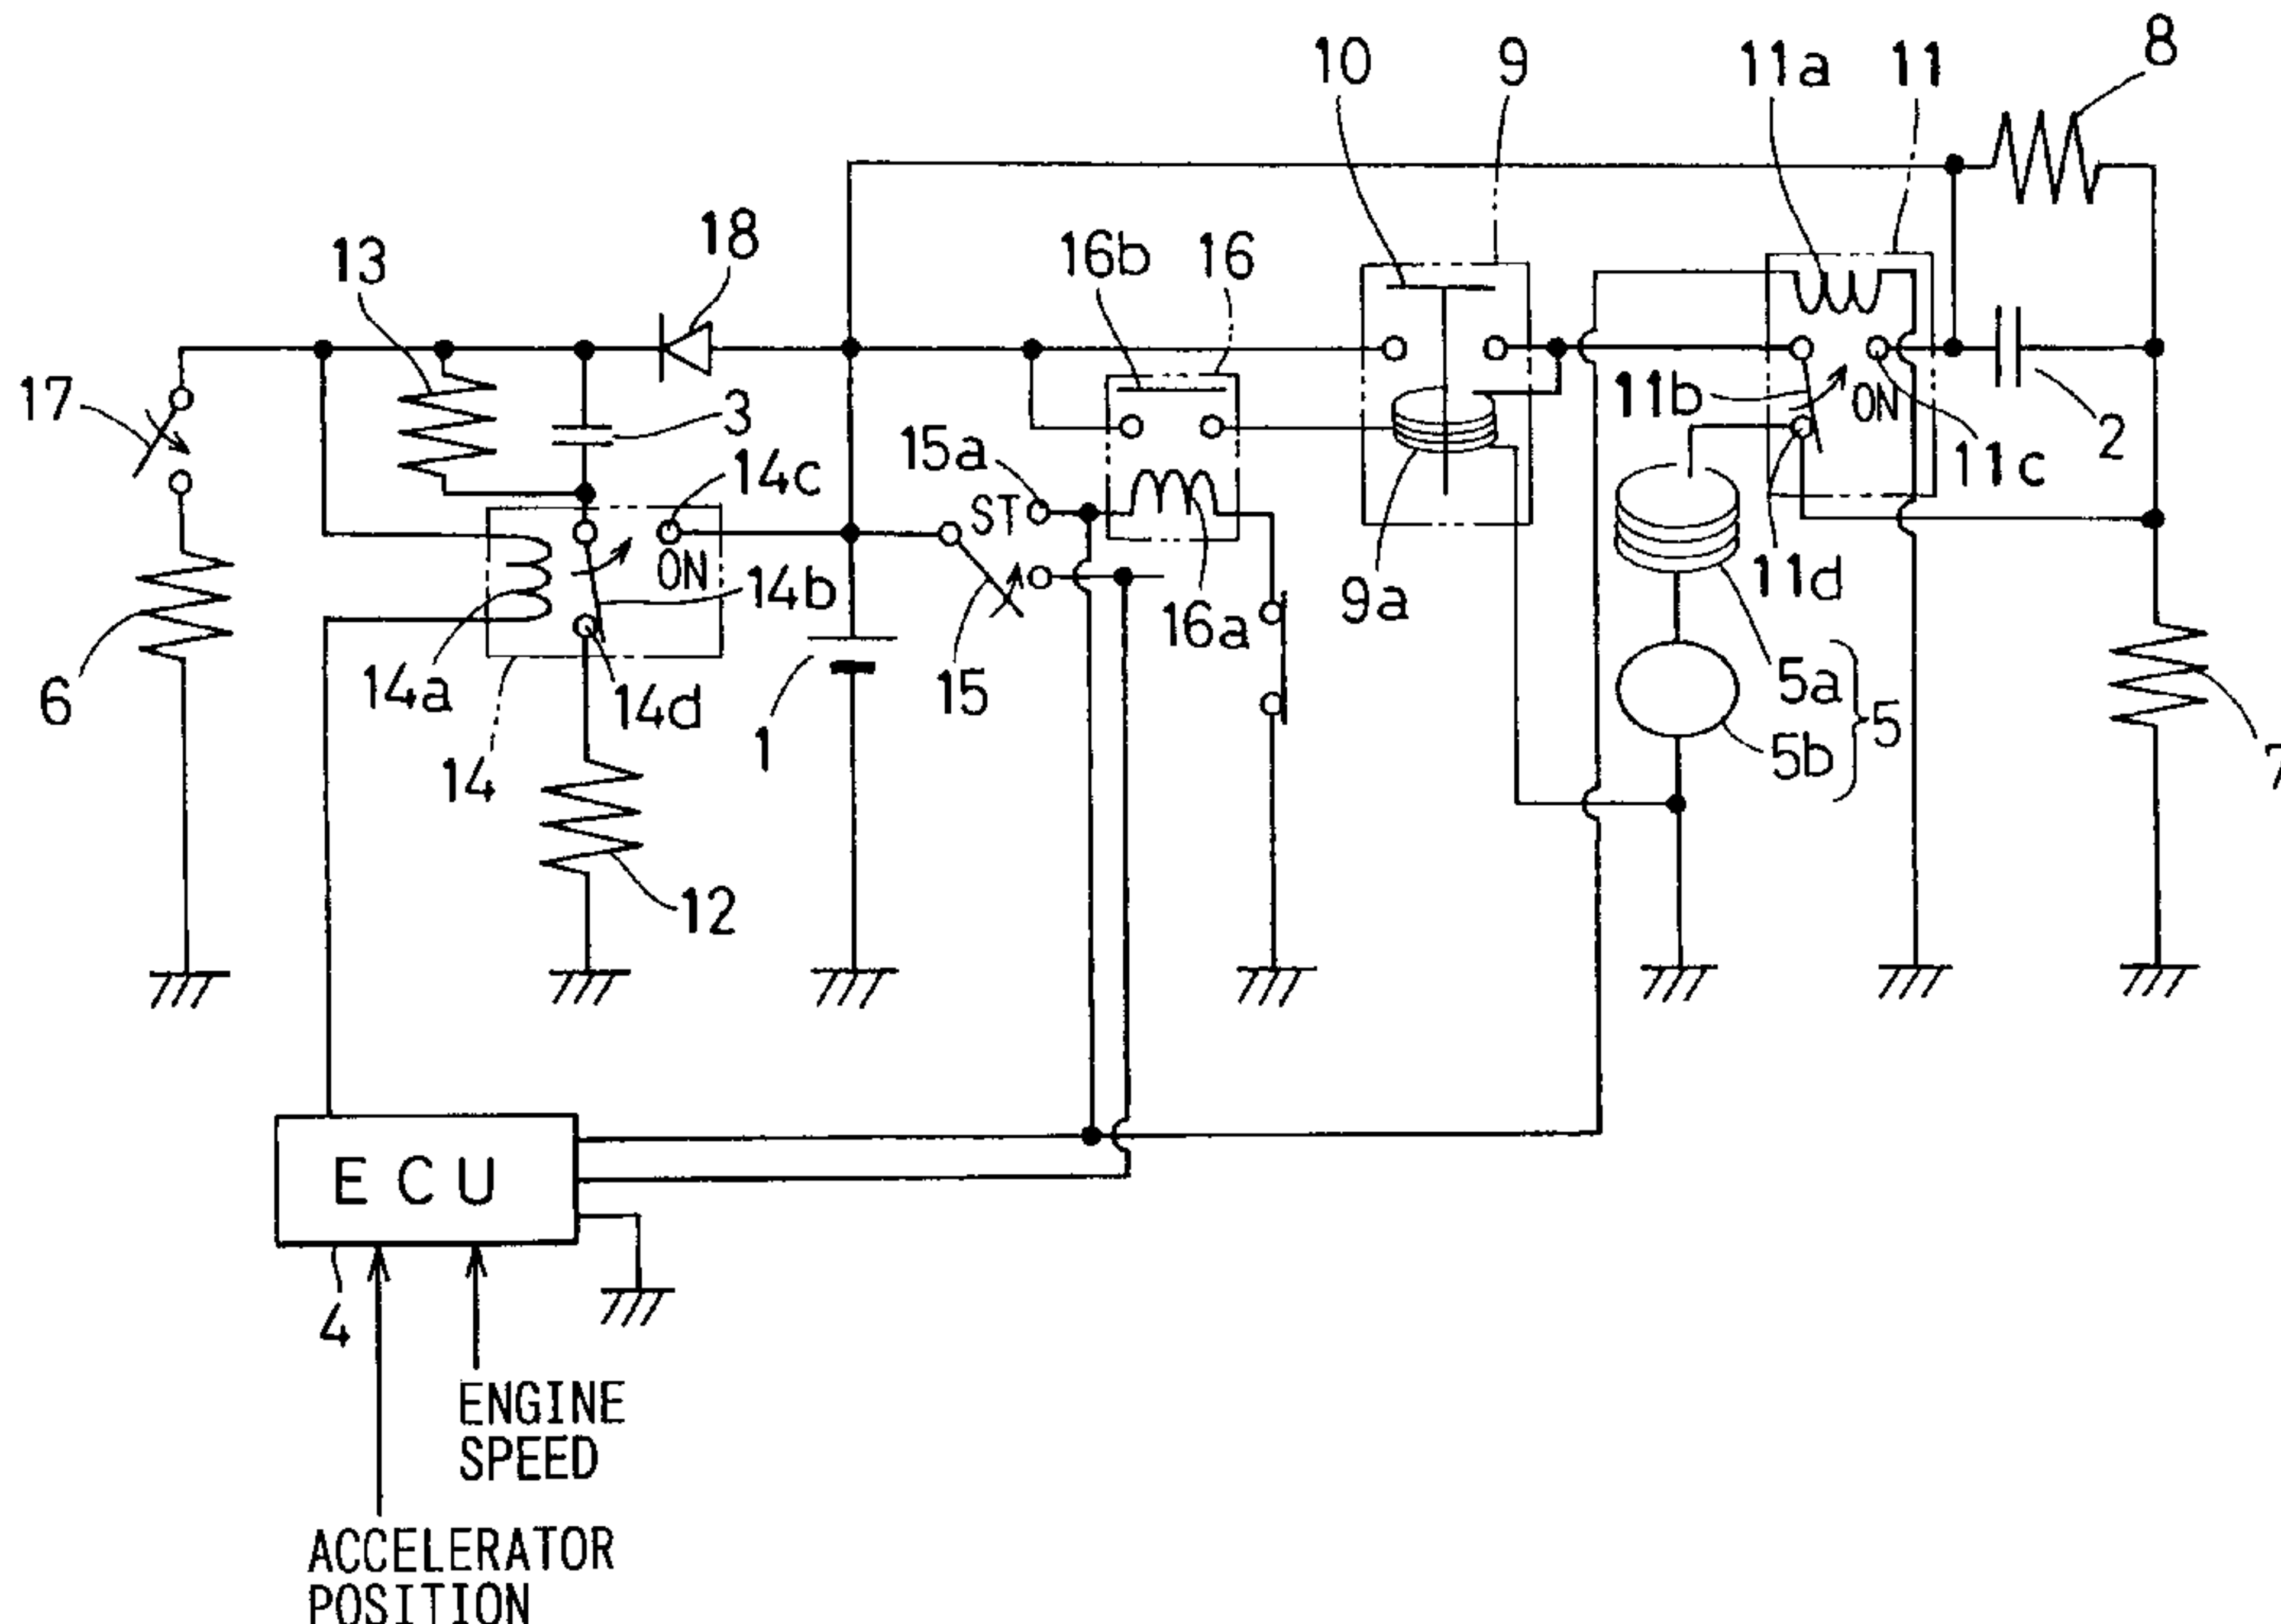 8
10
9
11a
11
18
13
16b
16
17
3
15a
14c
11b
ON
2
ST
11c
ON
14b
11d
9a
16a
6
14a
15
5a
14d
1
5
5b
7
14
12
ECU
4
ENGINE
SPEED
ACCELERATOR
POSITION